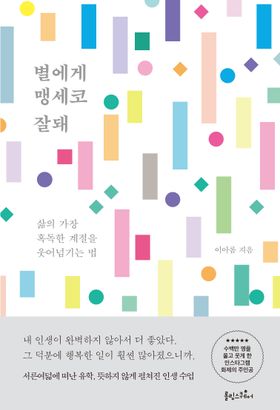 별에게
맹세코
잘돼
삶의 가장
혹독한 계절을
웃어넘기는 법
이아롬 지음
내 인생이 완벽하지 않아서 더 좋았다.
그 덕분에 행복한 일이 훨씬 많아졌으니까.
서른여덟에 떠난 유학, 뜻하지 않게 펼쳐진 인생 수업
★★★★★
수백만 명을
울고 웃게 한
인스타그램
화제의 주인공